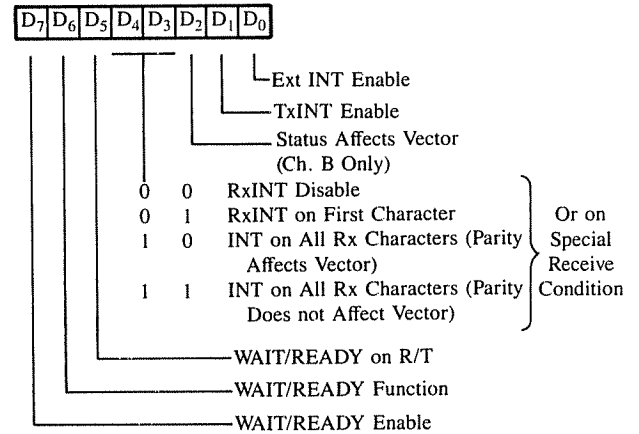 D7 D6 D5 D4 D3 D2 D1 D0
Ext INT Enable
TxINT Enable
Status Affects Vector
(Ch. B Only)
0 0 RxINT Disable
0 1 RxINT on First Character
1 0 INT on All Rx Characters (Parity
Affects Vector)
1 1 INT on All Rx Characters (Parity
Does not Affect Vector)
Or on
Special
Receive
Condition
WAIT/READY on R/T
WAIT/READY Function
WAIT/READY Enable